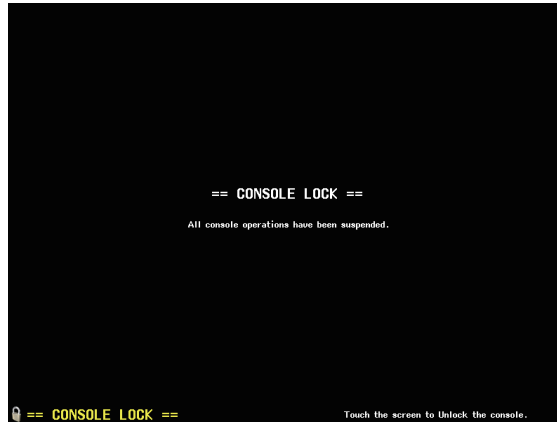 == CONSOLE LOCK ==
All console operations have been suspended.
== CONSOLE LOCK ==
Touch the screen to Unlock the console.